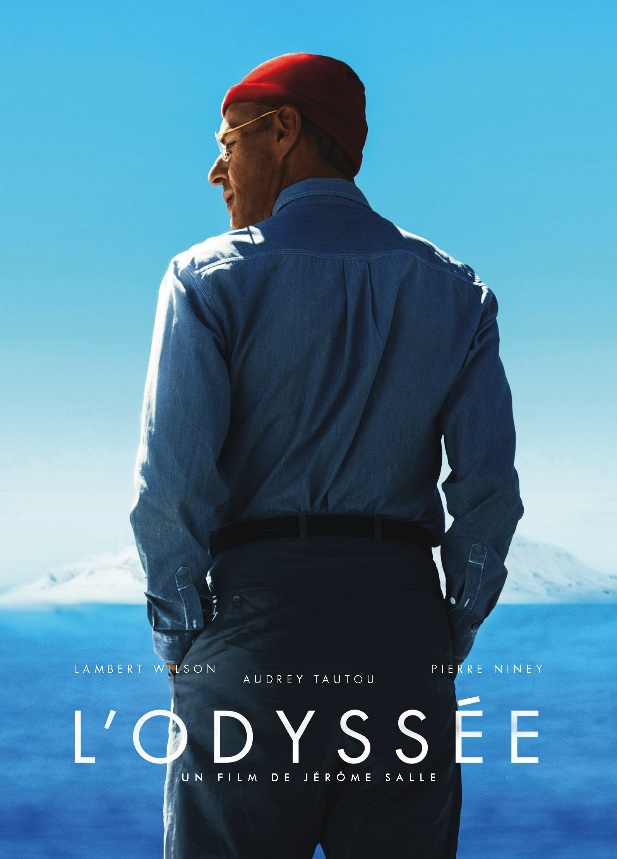 LAMBERT WILSON
AUDREY TAUTOU
PIERRE NINEY
L'ODYSSÉE
UN FILM DE JÉRÔME SALLE